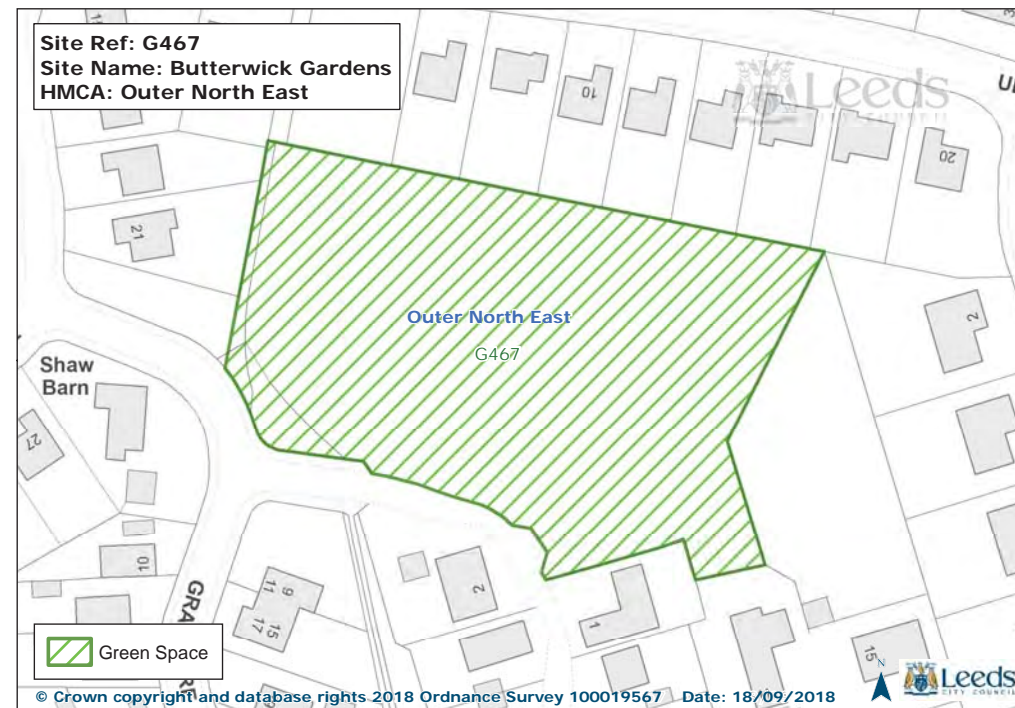 Site Ref: G467
Site Name: Butterwick Gardens
HMCA: Outer North East
Leeds
CITY COUNCIL
10
20
21
2
Outer North East
G467
Shaw
Barn
27
10
9
11
15
17
2
1
15
Green Space
N
Leeds
CITY COUNCIL
© Crown copyright and database rights 2018 Ordnance Survey 100019567 Date: 18/09/2018